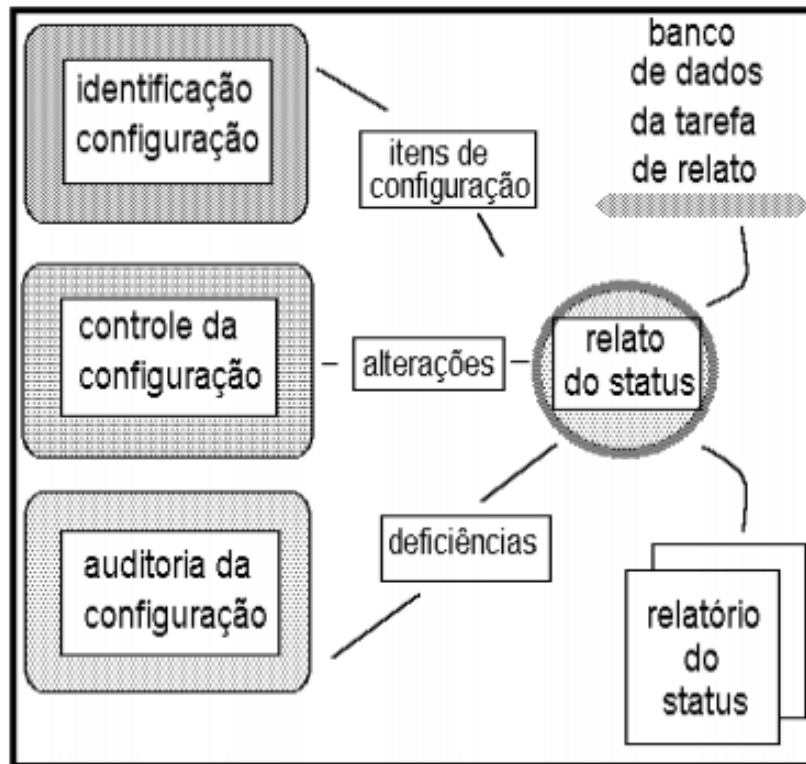 identificação
configuração
itens de
configuração
banco
de dados
da tarefa
de relato
controle da
configuração
alterações
relato
do status
auditoria da
configuração
deficiências
relatório
do
status